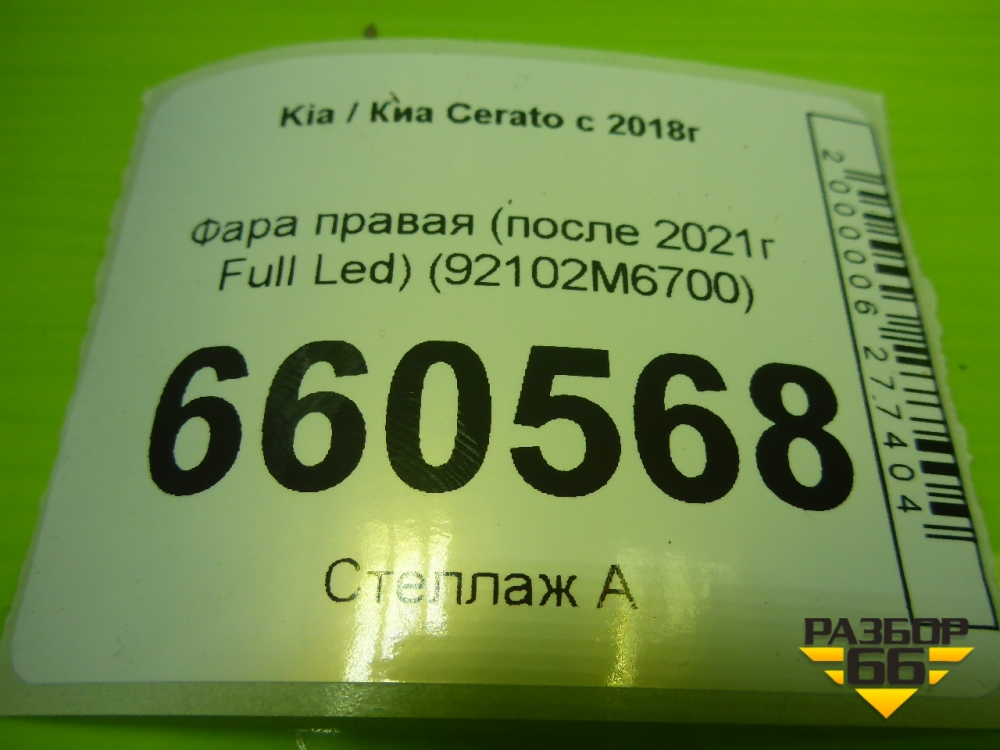 Kia / Киа Cerato с 2018г
Фара правая (после 2021г
Full Led) (92102M6700)
660568
Стеллаж А
2000006277404
РАЗБОР
66